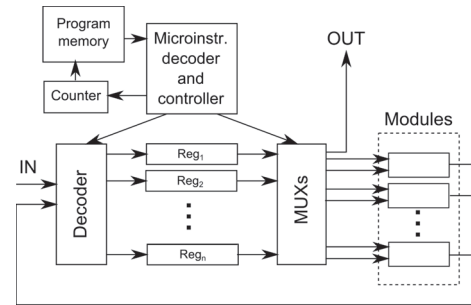 Program
memory
Microinstr.
decoder
and
controller
Counter
OUT
Modules
IN
Decoder
Reg1
Reg2
Regn
MUXs